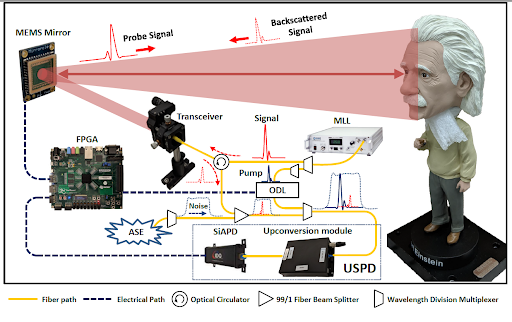 MEMS Mirror
Probe Signal
Backscattered
Signal
Transceiver
Signal
MLL
FPGA
Pump
ODL
Noise
ASE
SiAPD
Upconversion module
USPD
Einstein
Fiber path
Electrical Path
Optical Circulator
99/1 Fiber Beam Splitter
Wavelength Division Multiplexer